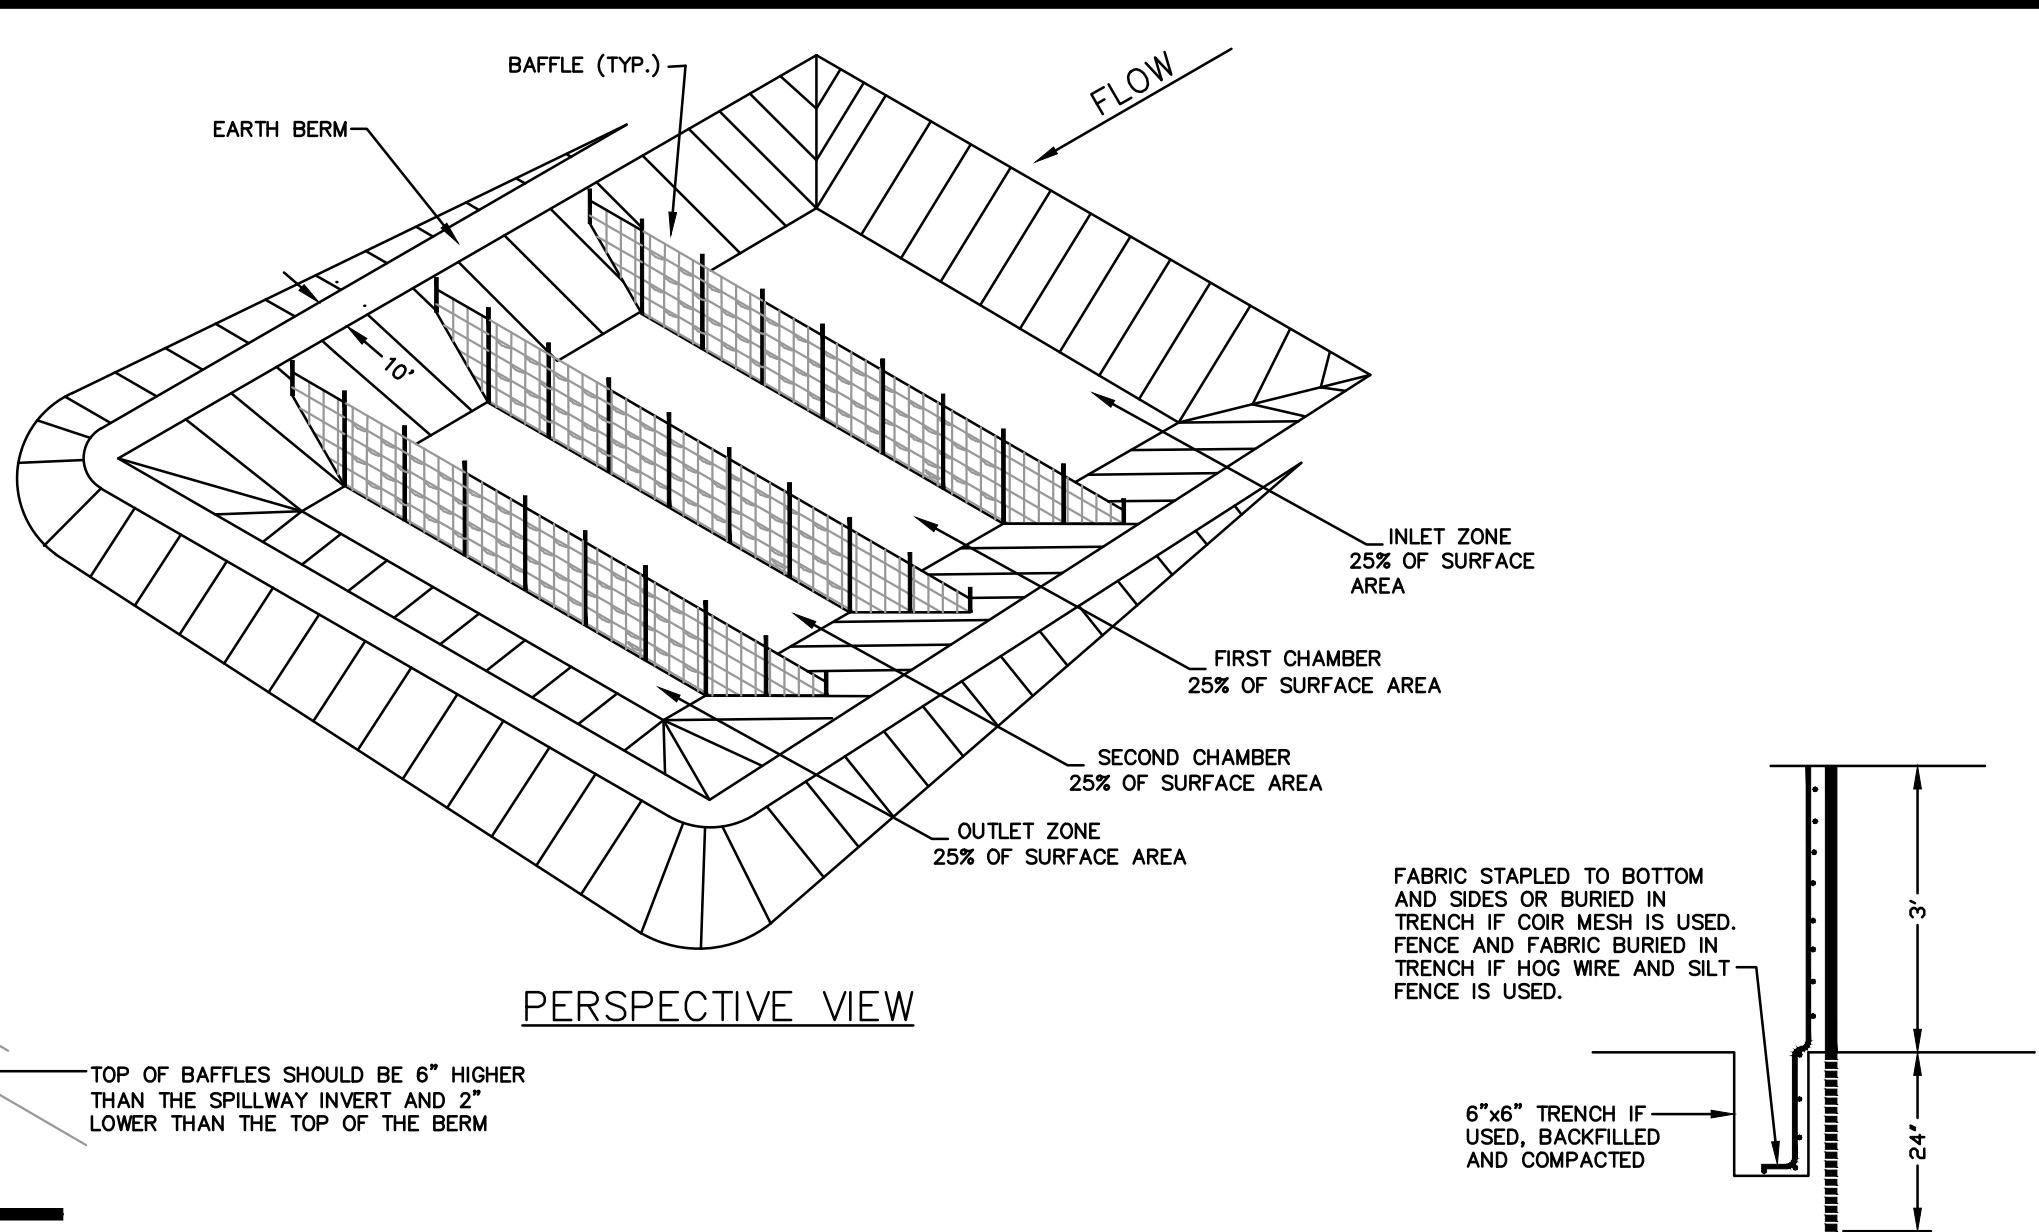 BAFFLE (TYP.)
FLOW
EARTH BERM
10'
INLET ZONE
25% OF SURFACE
AREA
FIRST CHAMBER
25% OF SURFACE AREA
SECOND CHAMBER
25% OF SURFACE AREA
OUTLET ZONE
25% OF SURFACE AREA
PERSPECTIVE VIEW
TOP OF BAFFLES SHOULD BE 6" HIGHER
THAN THE SPILLWAY INVERT AND 2"
LOWER THAN THE TOP OF THE BERM
FABRIC STAPLED TO BOTTOM
AND SIDES OR BURIED IN
TRENCH IF COIR MESH IS USED.
FENCE AND FABRIC BURIED IN
TRENCH IF HOG WIRE AND SILT
FENCE IS USED.
3'
6"x6" TRENCH IF
USED, BACKFILLED
AND COMPACTED
24'